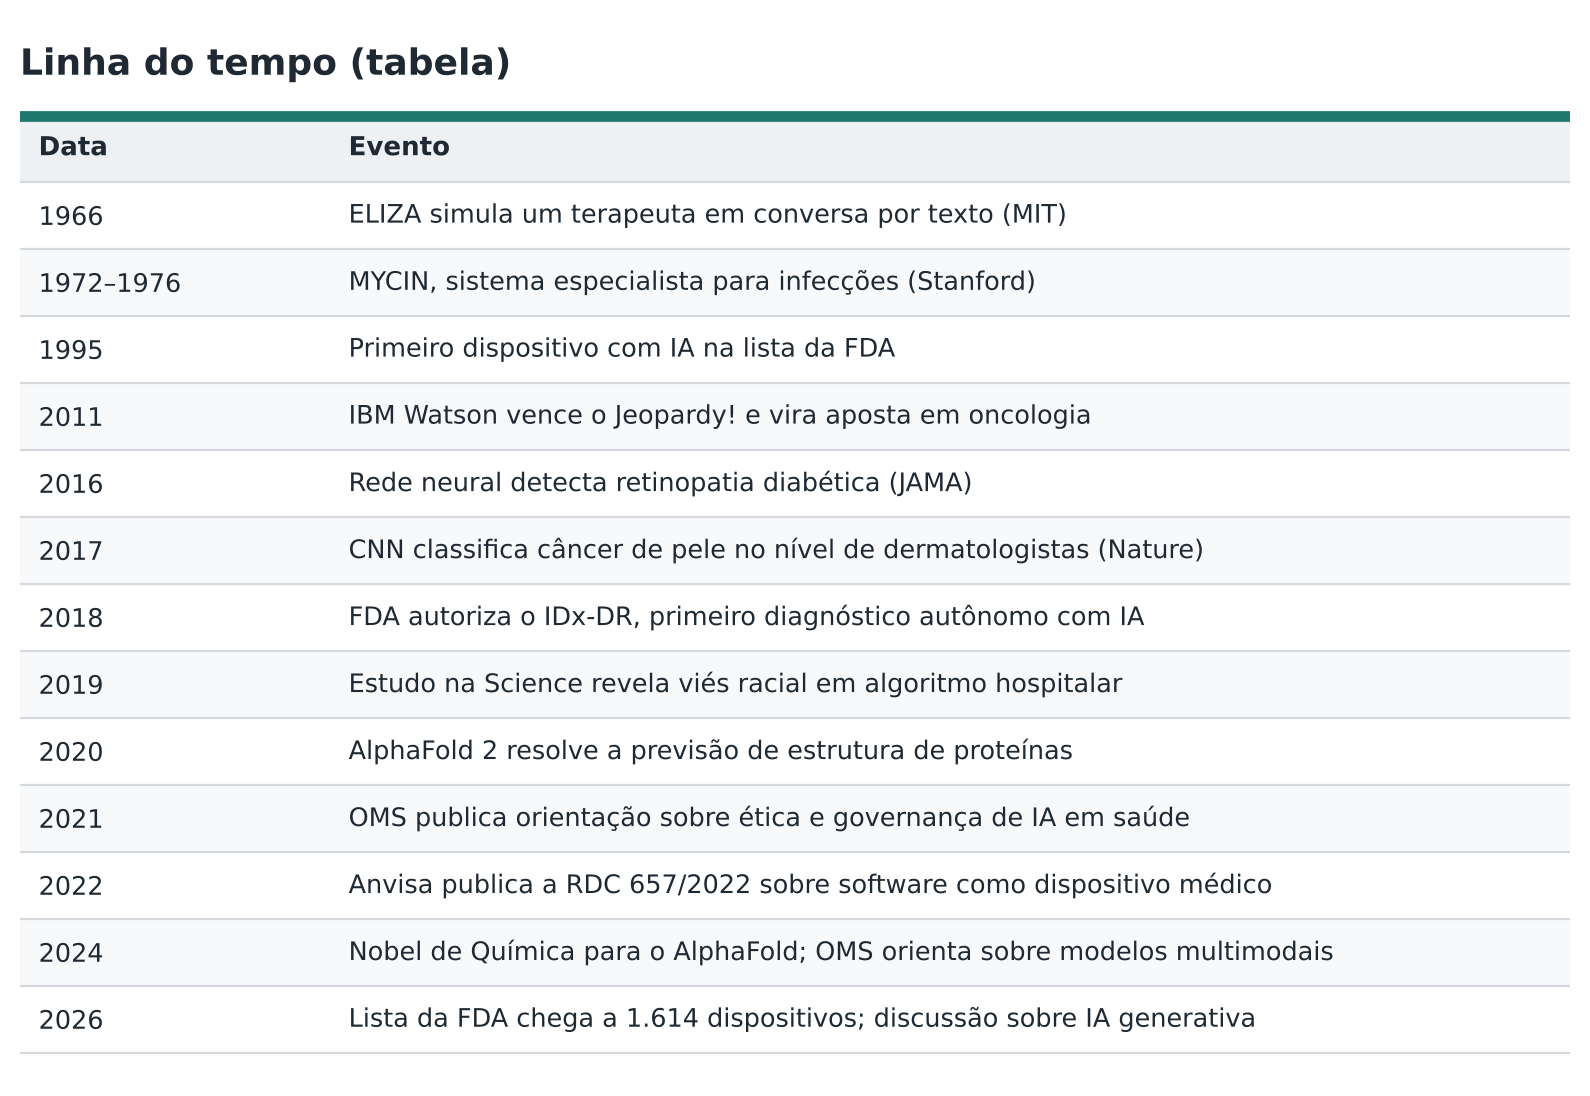 Linha do tempo (tabela)
Data Evento
1966 ELIZA simula um terapeuta em conversa por texto (MIT)
1972–1976 MYCIN, sistema especialista para infecções (Stanford)
1995 Primeiro dispositivo com IA na lista da FDA
2011 IBM Watson vence o Jeopardy! e vira aposta em oncologia
2016 Rede neural detecta retinopatia diabética (JAMA)
2017 CNN classifica câncer de pele no nível de dermatologistas (Nature)
2018 FDA autoriza o IDx-DR, primeiro diagnóstico autônomo com IA
2019 Estudo na Science revela viés racial em algoritmo hospitalar
2020 AlphaFold 2 resolve a previsão de estrutura de proteínas
2021 OMS publica orientação sobre ética e governança de IA em saúde
2022 Anvisa publica a RDC 657/2022 sobre software como dispositivo médico
2024 Nobel de Química para o AlphaFold; OMS orienta sobre modelos multimodais
2026 Lista da FDA chega a 1.614 dispositivos; discussão sobre IA generativa